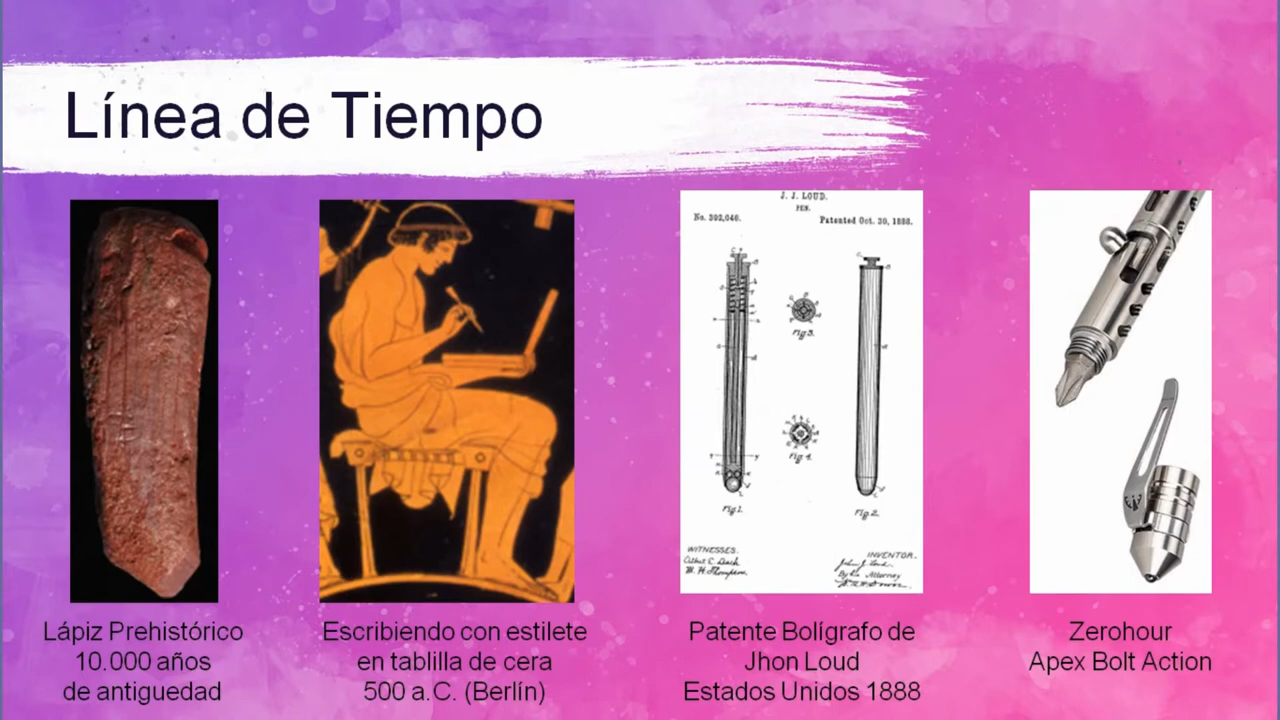 Línea de Tiempo
J. J. LOUD.
PEN.
No. 392,046.
Patented Oct. 30, 1888.
Fig. 3.
Fig. 4.
Fig. 1.
Fig. 2.
WITNESSES.
INVENTOR.
Attorney
Lápiz Prehistórico
10.000 años
de antiguedad
Escribiendo con estilete
en tablilla de cera
500 a.C. (Berlín)
Patente Bolígrafo de
Jhon Loud
Estados Unidos 1888
Zerohour
Apex Bolt Action